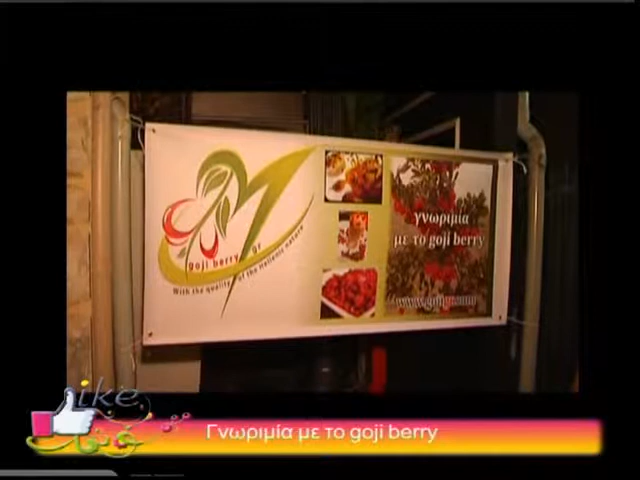 goji berry gr
With the quality of the Hellenic nature
γνωριμία
με το goji berry
like
Γνωριμία με το goji berry